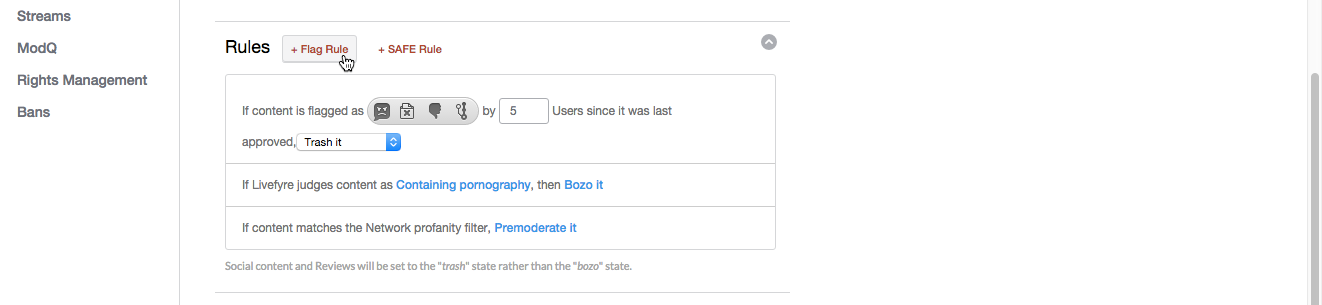 Streams
ModQ
Rights Management
Bans
Rules + Flag Rule + SAFE Rule
If content is flagged as by 5 Users since it was last
approved, Trash it
If Livefyre judges content as Containing pornography, then Bozo it
If content matches the Network profanity filter, Premoderate it
Social content and Reviews will be set to the "trash" state rather than the "bozo" state.